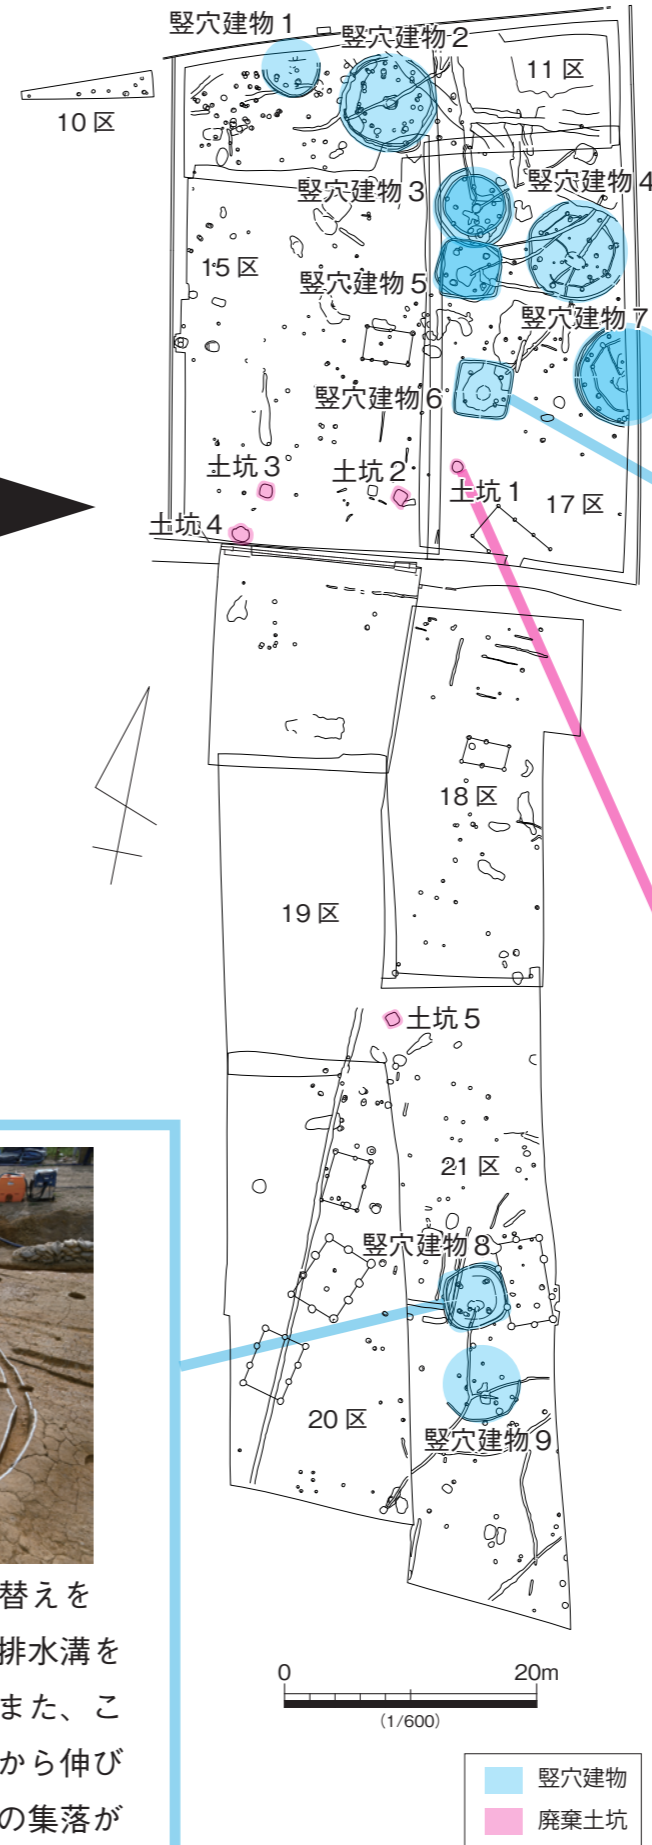 竪穴建物1
竪穴建物2
11区
10区
竪穴建物3
竪穴建物4
15区
竪穴建物5
竪穴建物7
竪穴建物6
土坑3
土坑2
土坑1
17区
土坑4
18区
19区
土坑5
21区
竪穴建物8
20区
竪穴建物9
替えを
排水溝を
また、こ
から伸び
の集落が
0 20m
(1/600)
竪穴建物
廃棄土坑